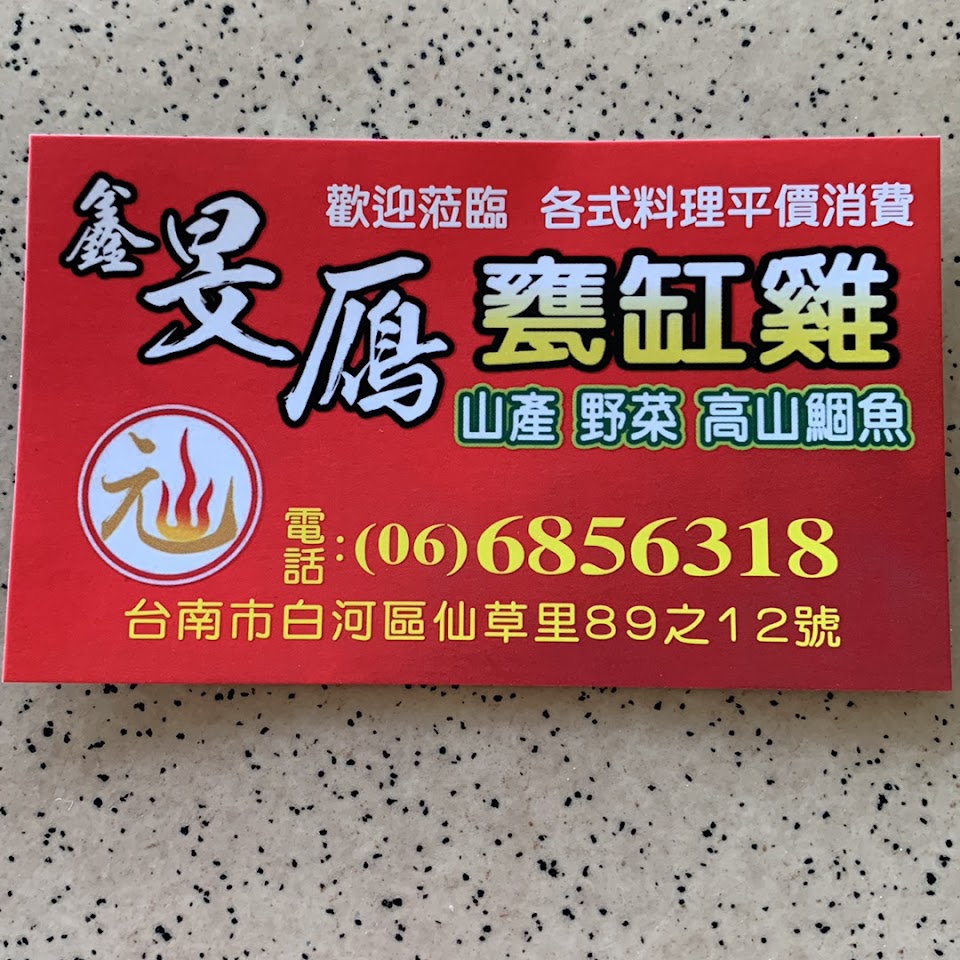 歡迎蒞臨 各式料理平價消費
鑫旻鴈 甕缸雞
山產 野菜 高山鯝魚
電話:(06)6856318
台南市白河區仙草里89之12號